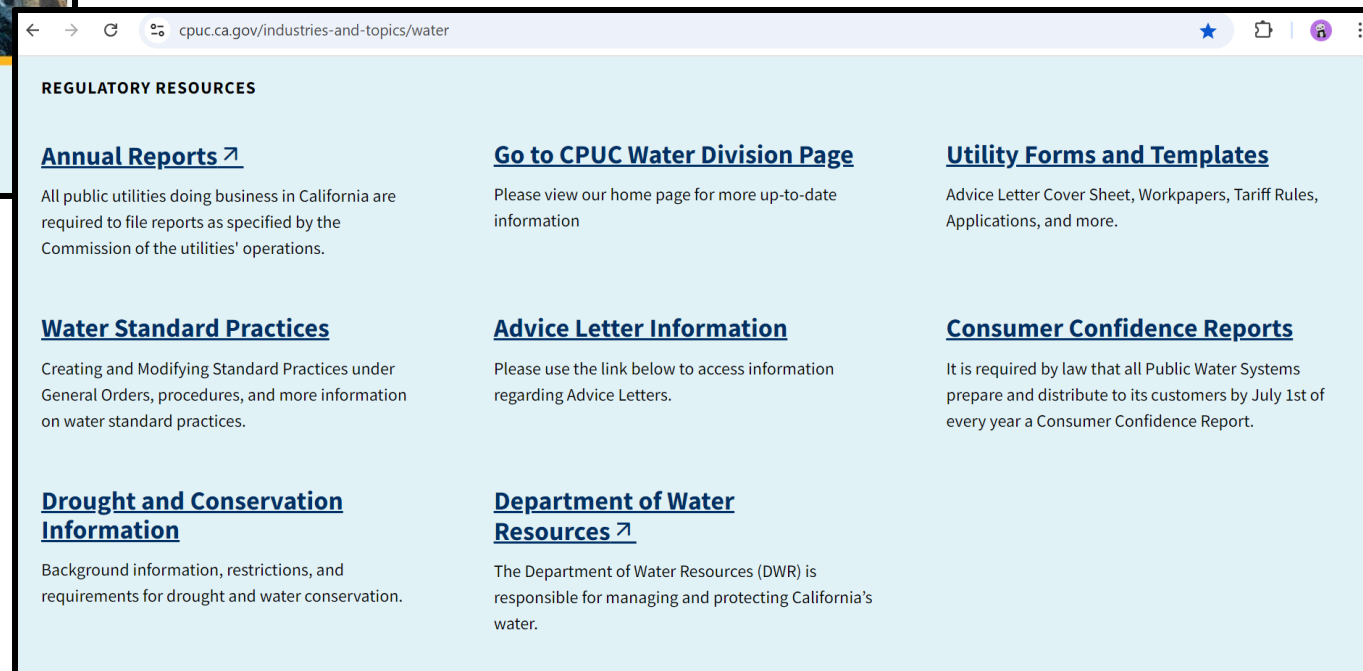 cpuc.ca.gov/industries-and-topics/water
REGULATORY RESOURCES
Annual Reports
All public utilities doing business in California are
required to file reports as specified by the
Commission of the utilities' operations.
Go to CPUC Water Division Page
Please view our home page for more up-to-date
information
Utility Forms and Templates
Advice Letter Cover Sheet, Workpapers, Tariff Rules,
Applications, and more.
Water Standard Practices
Creating and Modifying Standard Practices under
General Orders, procedures, and more information
on water standard practices.
Advice Letter Information
Please use the link below to access information
regarding Advice Letters.
Consumer Confidence Reports
It is required by law that all Public Water Systems
prepare and distribute to its customers by July 1st of
every year a Consumer Confidence Report.
Drought and Conservation
Information
Background information, restrictions, and
requirements for drought and water conservation.
Department of Water
Resources
The Department of Water Resources (DWR) is
responsible for managing and protecting California’s
water.